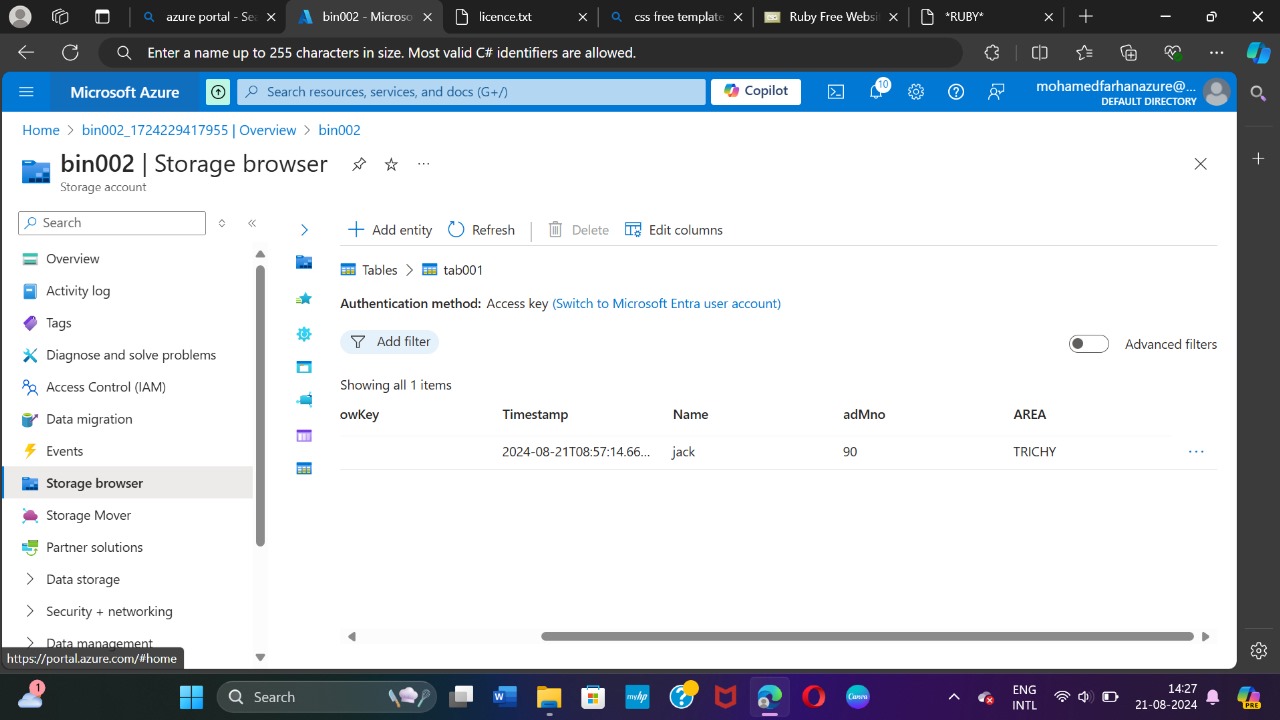 azure portal - Sea
bin002 - Microso
licence.txt
css free template
Ruby Free Websi
*RUBY*
Enter a name up to 255 characters in size. Most valid C# identifiers are allowed.
Microsoft Azure
Search resources, services, and docs (G+/)
Copilot
10
mohamedfarhanazure@...
DEFAULT DIRECTORY
Home > bin002_1724229417955 | Overview > bin002
bin002 | Storage browser
Storage account
Search
Add entity
Refresh
Delete
Edit columns
Overview
Activity log
Tags
Diagnose and solve problems
Access Control (IAM)
Data migration
Events
Storage browser
Storage Mover
Partner solutions
Data storage
Security + networking
Data management
Tables > tab001
Authentication method: Access key (Switch to Microsoft Entra user account)
Add filter
Advanced filters
Showing all 1 items
owKey Timestamp Name adMno AREA
2024-08-21T08:57:14.66... jack 90 TRICHY
https://portal.azure.com/#home
1
Search
myhp
Canva
ENG
INTL
14:27
21-08-2024
PRE